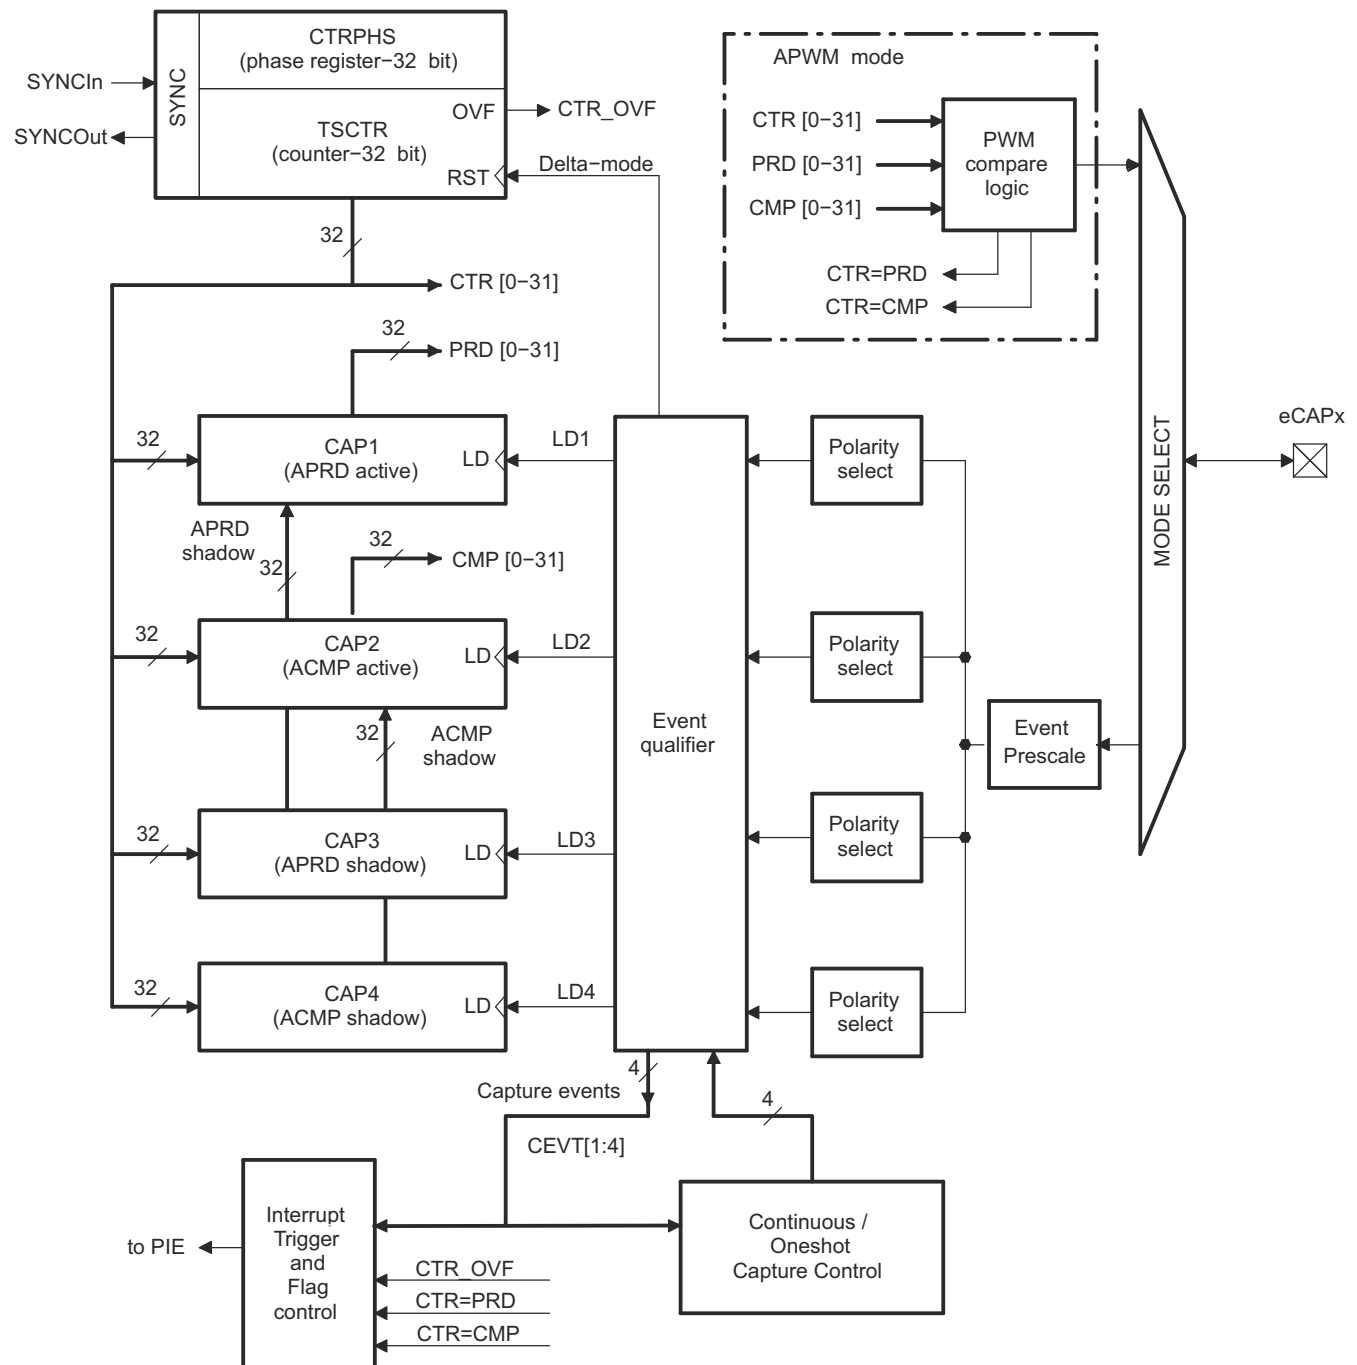 CTRPHS
(phase register−32 bit)
SYNC
SYNCIn
SYNCOut
OVF
CTR_OVF
TSCTR
(counter−32 bit)
RST
Delta−mode
32
CTR [0−31]
32
PRD [0−31]
APWM mode
CTR [0−31]
PRD [0−31]
CMP [0−31]
PWM
compare
logic
CTR=PRD
CTR=CMP
MODE SELECT
eCAPx
32
CAP1
(APRD active)
LD
LD1
Polarity
select
APRD
shadow
32
32
CMP [0−31]
32
CAP2
(ACMP active)
LD
LD2
Polarity
select
32
ACMP
shadow
Event
qualifier
Event
Prescale
32
CAP3
(APRD shadow)
LD
LD3
Polarity
select
32
CAP4
(ACMP shadow)
LD
LD4
Polarity
select
4
Capture events
4
CEVT[1:4]
Interrupt
Trigger
and
Flag
control
to PIE
CTR_OVF
CTR=PRD
CTR=CMP
Continuous /
Oneshot
Capture Control